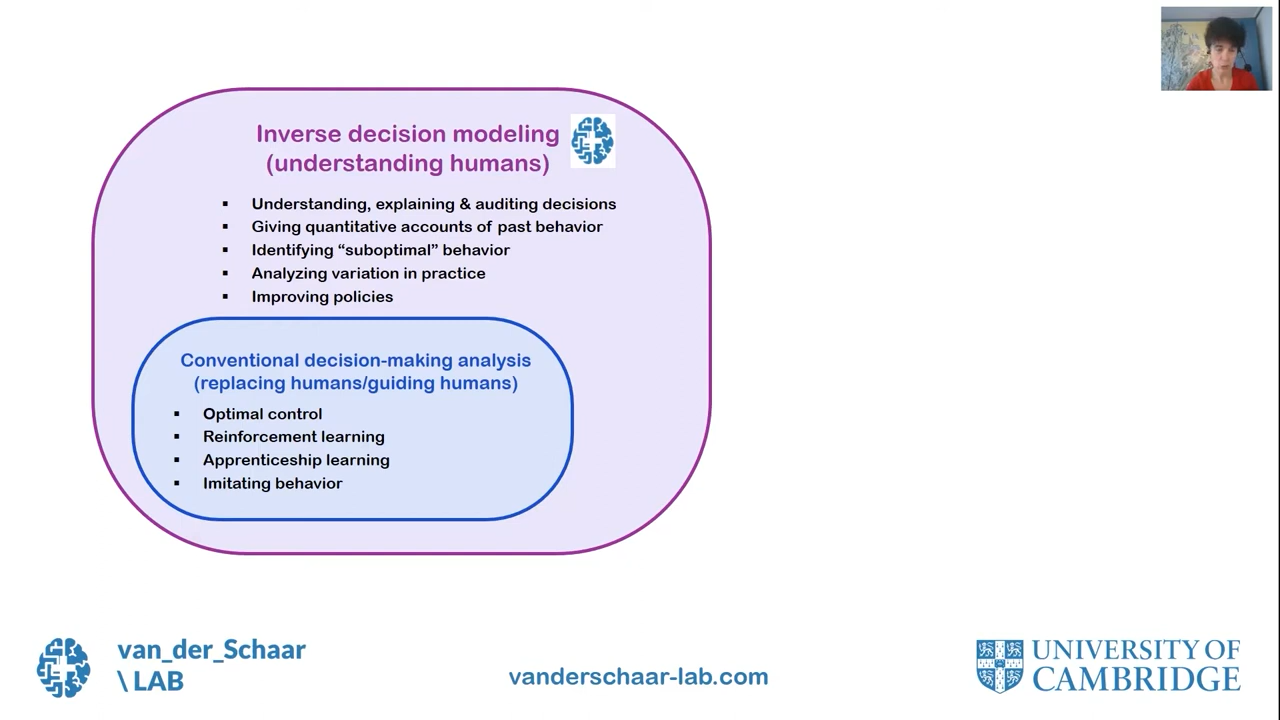 Inverse decision modeling
(understanding humans)
▪ Understanding, explaining & auditing decisions
▪ Giving quantitative accounts of past behavior
▪ Identifying “suboptimal” behavior
▪ Analyzing variation in practice
▪ Improving policies
Conventional decision-making analysis
(replacing humans/guiding humans)
▪ Optimal control
▪ Reinforcement learning
▪ Apprenticeship learning
▪ Imitating behavior
van_der_Schaar
\ LAB
vanderschaar-lab.com
UNIVERSITY OF
CAMBRIDGE